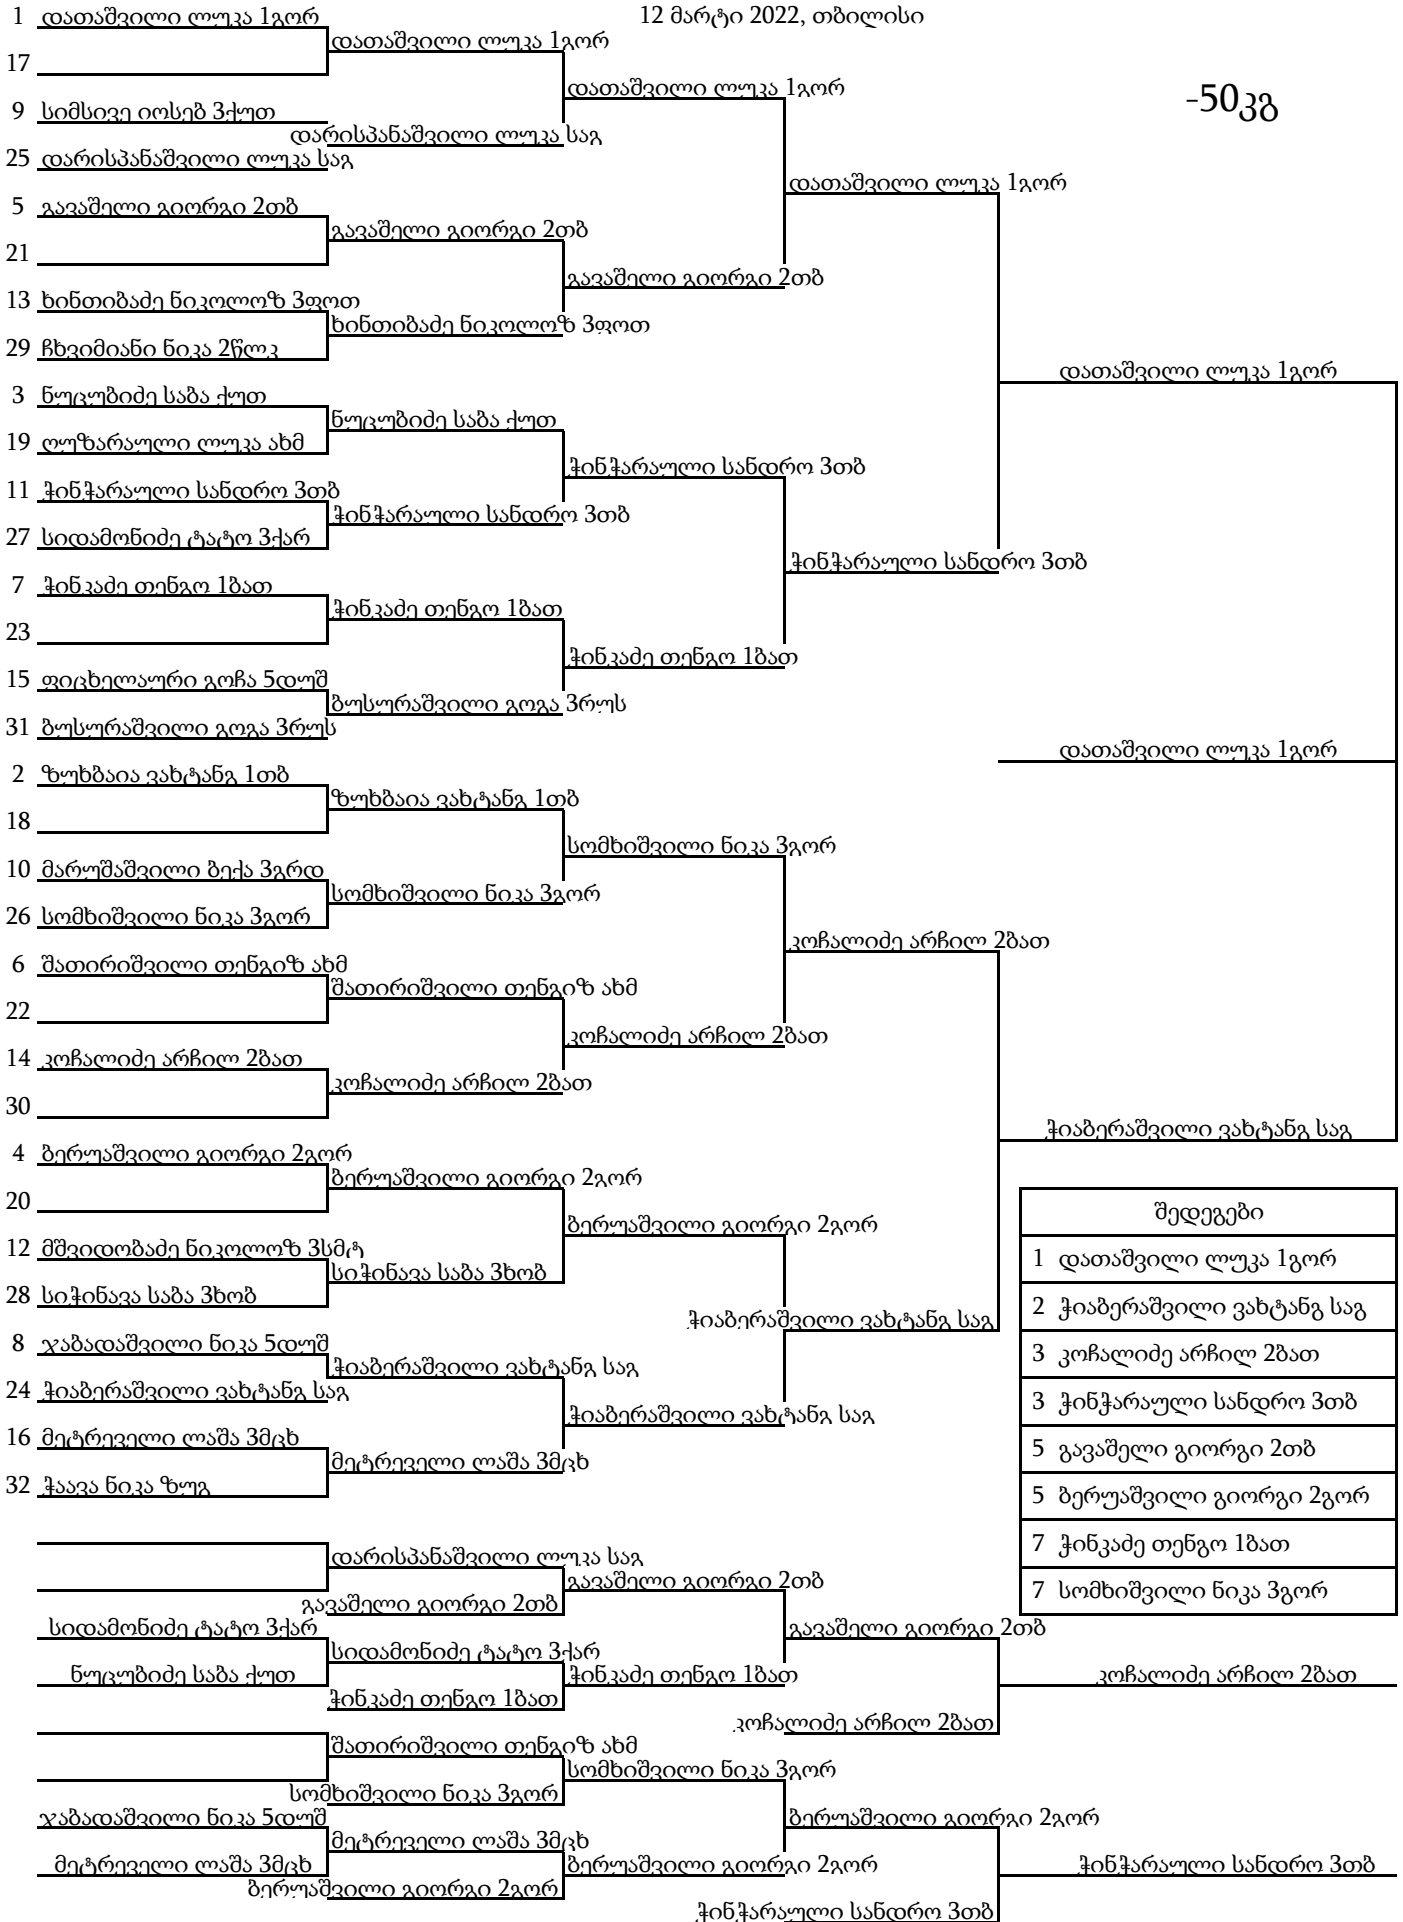 12 მარტი 2022, თბილისი
-50კგ
1 დათაშვილი ლუკა 1გორ
დათაშვილი ლუკა 1გორ
17
დათაშვილი ლუკა 1გორ
9 სიმსივე იოსებ 3ქუთ
დარისპანაშვილი ლუკა საგ
25 დარისპანაშვილი ლუკა საგ
დათაშვილი ლუკა 1გორ
5 გავაშელი გიორგი 2თბ
გავაშელი გიორგი 2თბ
21
გავაშელი გიორგი 2თბ
13 ხინთიბაძე ნიკოლოზ 3ფოთ
ხინთიბაძე ნიკოლოზ 3ფოთ
29 ჩხვიმიანი ნიკა 2წლკ
დათაშვილი ლუკა 1გორ
3 ნუცუბიძე საბა ქუთ
ნუცუბიძე საბა ქუთ
19 ღუზარაული ლუკა ახმ
ჭინჭარაული სანდრო 3თბ
11 ჭინჭარაული სანდრო 3თბ
ჭინჭარაული სანდრო 3თბ
27 სიდამონიძე ტატო 3ქარ
ჭინჭარაული სანდრო 3თბ
7 ჭინკაძე თენგო 1ბათ
ჭინკაძე თენგო 1ბათ
23
ჭინკაძე თენგო 1ბათ
15 ფიცხელაური გოჩა 5დუშ
ბუსურაშვილი გოგა 3რუს
31 ბუსურაშვილი გოგა 3რუს
დათაშვილი ლუკა 1გორ
2 ზუხბაია ვახტანგ 1თბ
ზუხბაია ვახტანგ 1თბ
18
სომხიშვილი ნიკა 3გორ
10 მარუშაშვილი ბექა 3გრდ
სომხიშვილი ნიკა 3გორ
26 სომხიშვილი ნიკა 3გორ
კოჩალიძე არჩილ 2ბათ
6 შათირიშვილი თენგიზ ახმ
შათირიშვილი თენგიზ ახმ
22
კოჩალიძე არჩილ 2ბათ
14 კოჩალიძე არჩილ 2ბათ
კოჩალიძე არჩილ 2ბათ
30
ჭიაბერაშვილი ვახტანგ საგ
4 ბერუაშვილი გიორგი 2გორ
ბერუაშვილი გიორგი 2გორ
20
ბერუაშვილი გიორგი 2გორ
12 მშვიდობაძე ნიკოლოზ 3სმტ
სიჭინავა საბა 3ხობ
28 სიჭინავა საბა 3ხობ
ჭიაბერაშვილი ვახტანგ საგ
8 ჯაბადაშვილი ნიკა 5დუშ
ჭიაბერაშვილი ვახტანგ საგ
24 ჭიაბერაშვილი ვახტანგ საგ
ჭიაბერაშვილი ვახტანგ საგ
16 მეტრეველი ლაშა 3მცხ
მეტრეველი ლაშა 3მცხ
32 ჭაავა ნიკა ზუგ
შედეგები
1 დათაშვილი ლუკა 1გორ
2 ჭიაბერაშვილი ვახტანგ საგ
3 კოჩალიძე არჩილ 2ბათ
3 ჭინჭარაული სანდრო 3თბ
5 გავაშელი გიორგი 2თბ
5 ბერუაშვილი გიორგი 2გორ
7 ჭინკაძე თენგო 1ბათ
7 სომხიშვილი ნიკა 3გორ
დარისპანაშვილი ლუკა საგ
გავაშელი გიორგი 2თბ
გავაშელი გიორგი 2თბ
სიდამონიძე ტატო 3ქარ
გავაშელი გიორგი 2თბ
სიდამონიძე ტატო 3ქარ
ნუცუბიძე საბა ქუთ
ჭინკაძე თენგო 1ბათ
კოჩალიძე არჩილ 2ბათ
ჭინკაძე თენგო 1ბათ
კოჩალიძე არჩილ 2ბათ
შათირიშვილი თენგიზ ახმ
სომხიშვილი ნიკა 3გორ
სომხიშვილი ნიკა 3გორ
ჯაბადაშვილი ნიკა 5დუშ
ბერუაშვილი გიორგი 2გორ
მეტრეველი ლაშა 3მცხ
მეტრეველი ლაშა 3მცხ
ბერუაშვილი გიორგი 2გორ
ჭინჭარაული სანდრო 3თბ
ბერუაშვილი გიორგი 2გორ
ჭინჭარაული სანდრო 3თბ